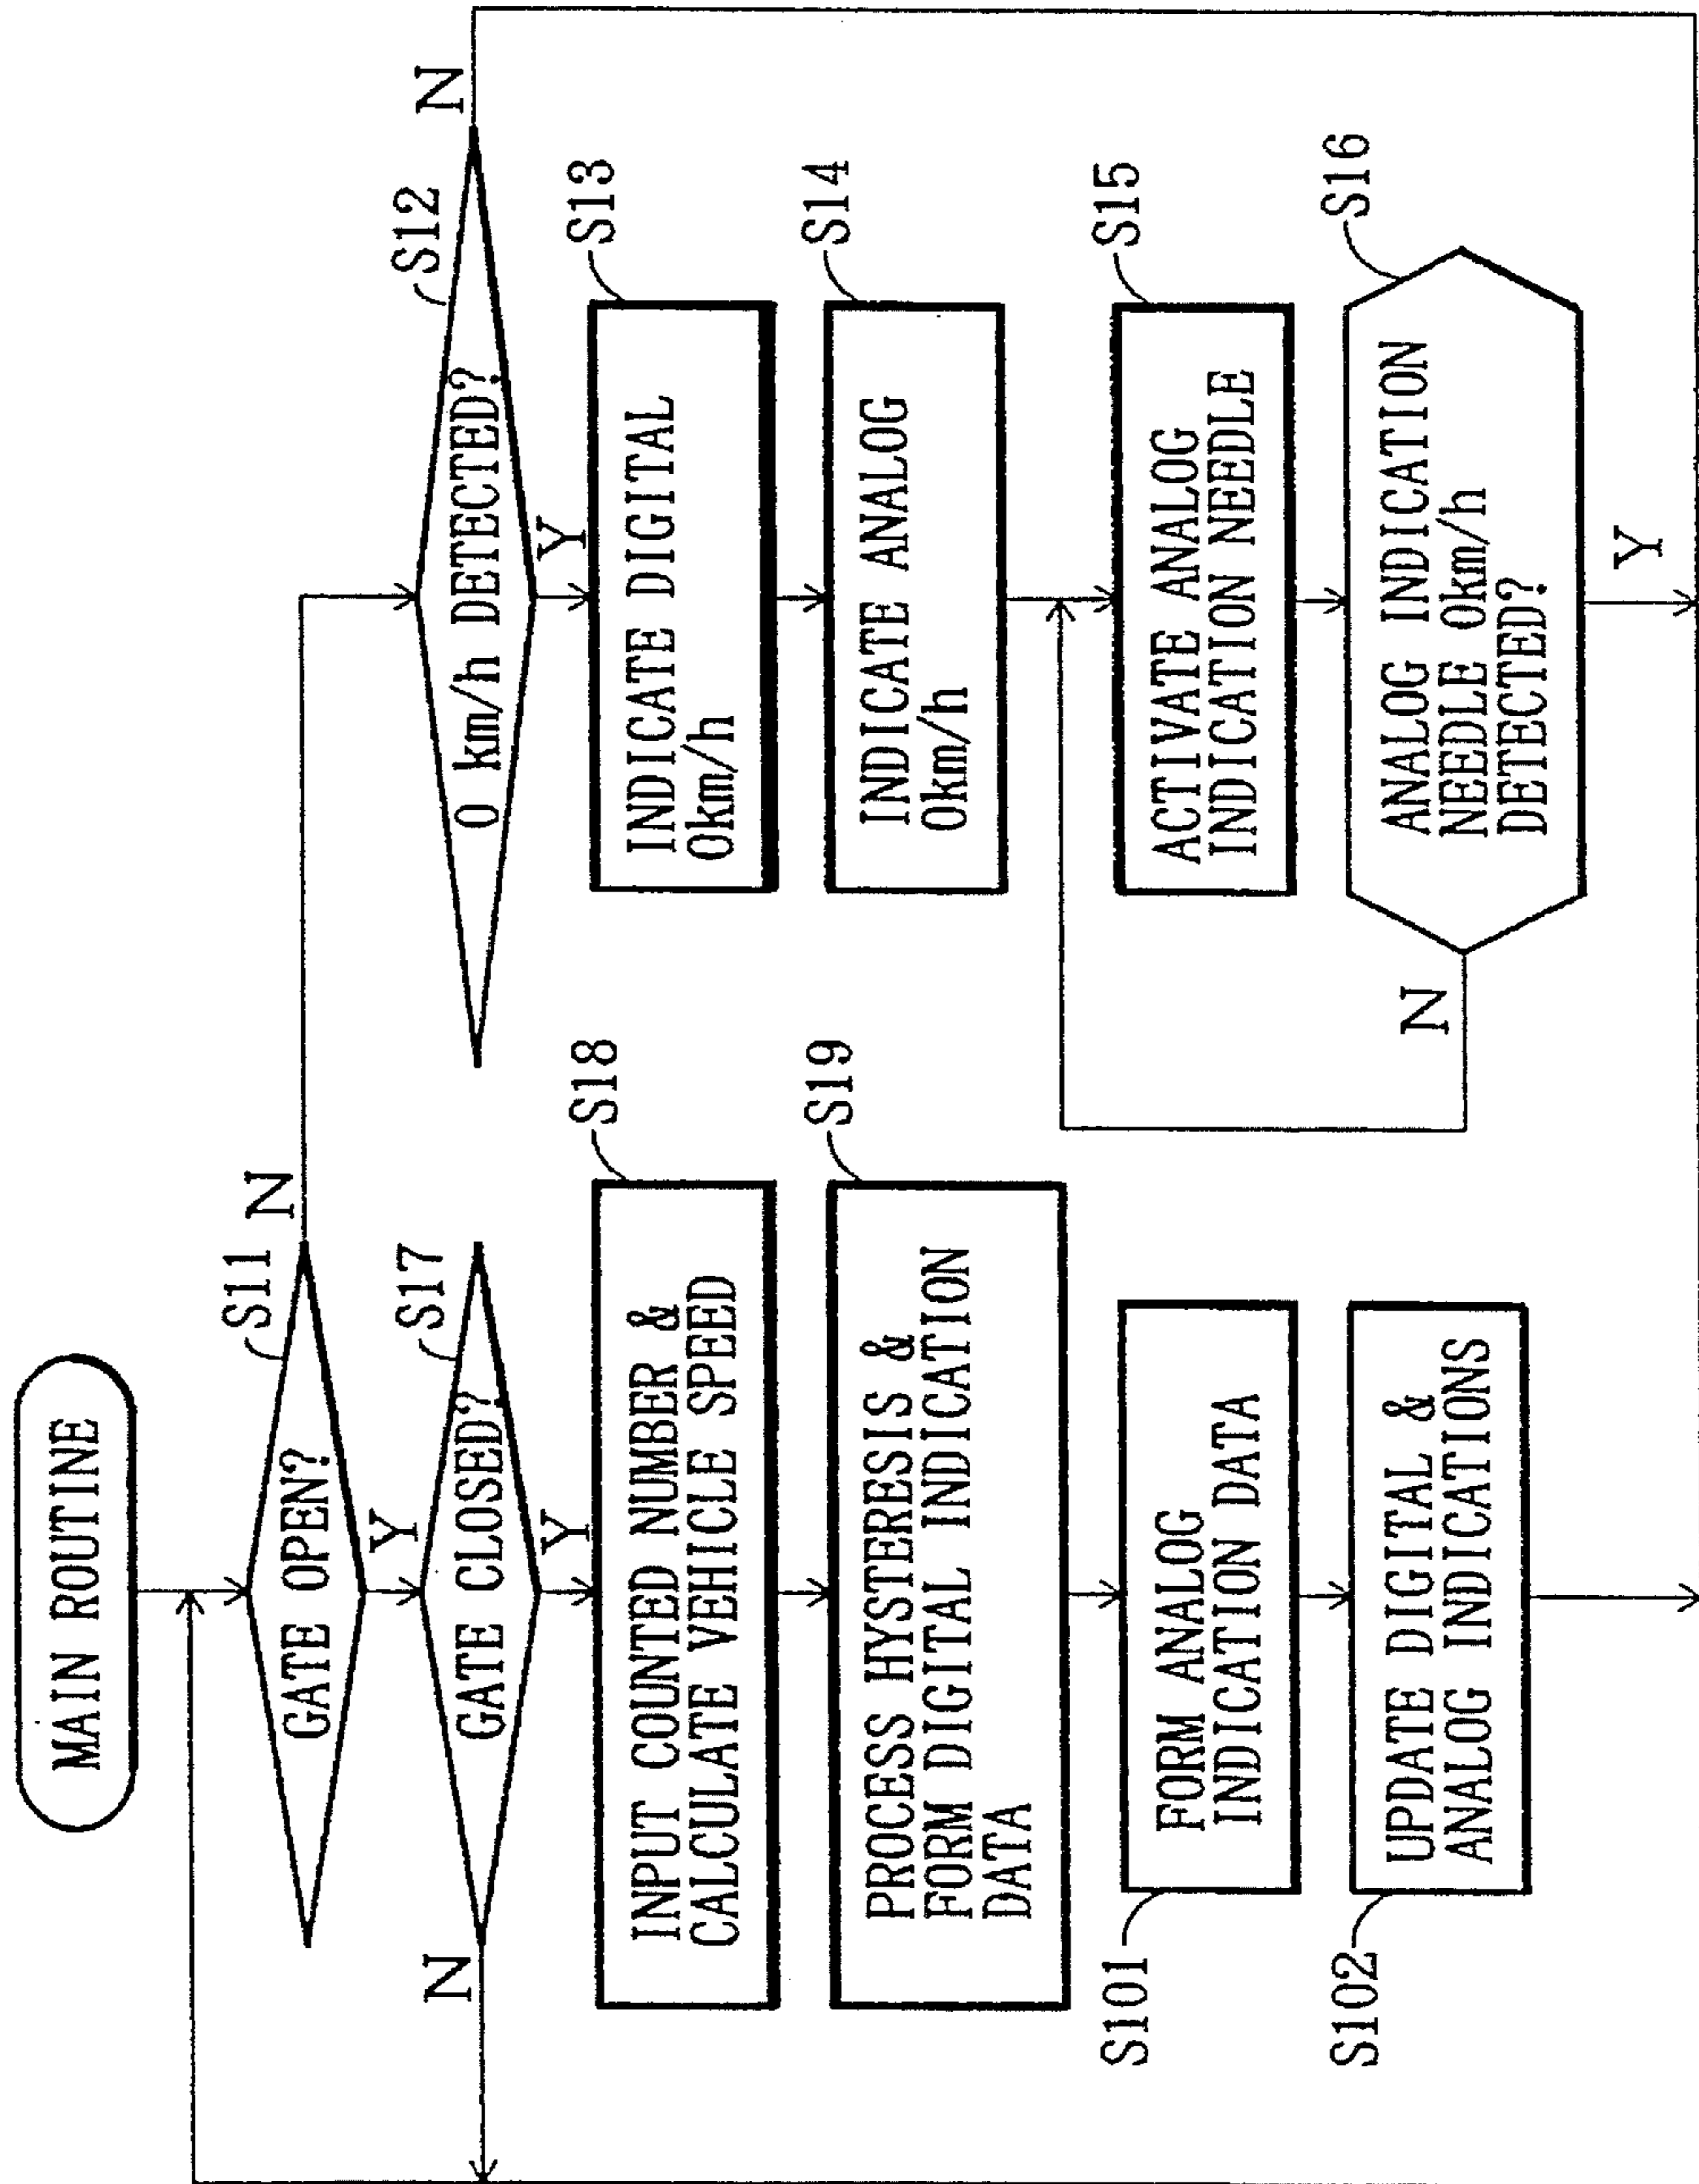 MAIN ROUTINE
S11
GATE OPEN?
N
Y
S17
GATE CLOSED?
N
Y
S18
INPUT COUNTED NUMBER &
CALCULATE VEHICLE SPEED
S19
PROCESS HYSTERESIS &
FORM DIGITAL INDICATION
DATA
S101
FORM ANALOG
INDICATION DATA
S102
UPDATE DIGITAL &
ANALOG INDICATIONS
S12
0 km/h DETECTED?
N
Y
S13
INDICATE DIGITAL
0km/h
S14
INDICATE ANALOG
0km/h
S15
ACTIVATE ANALOG
INDICATION NEEDLE
S16
ANALOG INDICATION
NEEDLE 0km/h
DETECTED?
N
Y